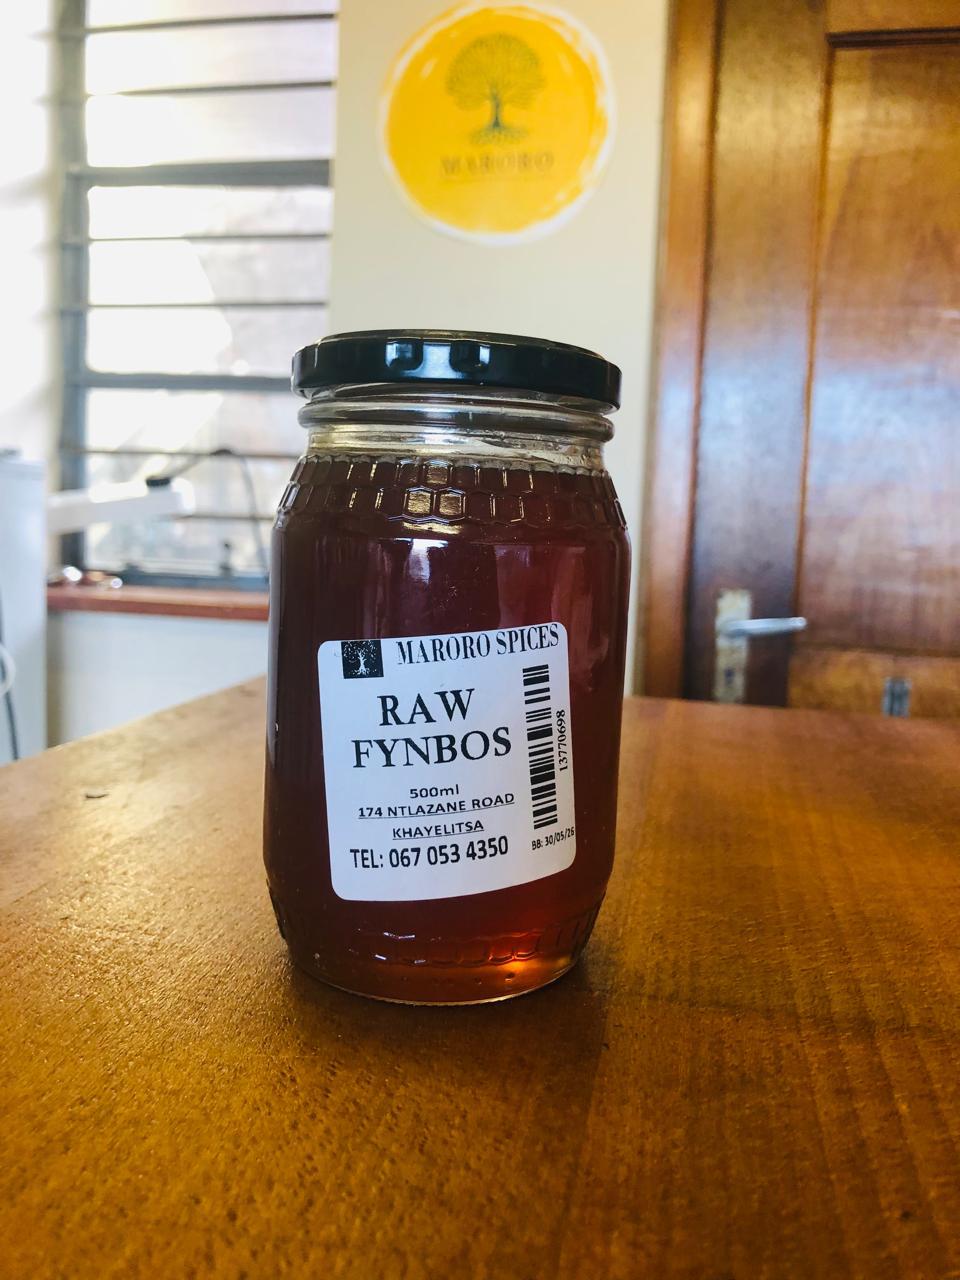 MARORO
MARORO SPICES
RAW
FYNBOS
500ml
174 NTLAZANE ROAD
KHAYELITSA
TEL: 067 053 4350
13770698
BB: 30/05/26